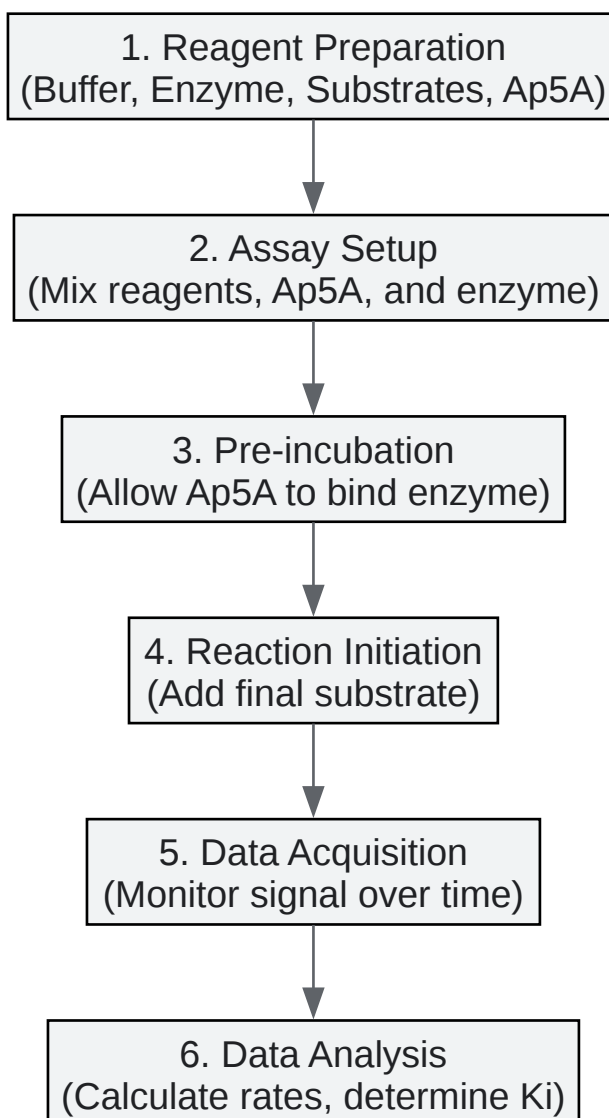 1. Reagent Preparation
(Buffer, Enzyme, Substrates, Ap5A)
2. Assay Setup
(Mix reagents, Ap5A, and enzyme)
3. Pre-incubation
(Allow Ap5A to bind enzyme)
4. Reaction Initiation
(Add final substrate)
5. Data Acquisition
(Monitor signal over time)
6. Data Analysis
(Calculate rates, determine Ki)